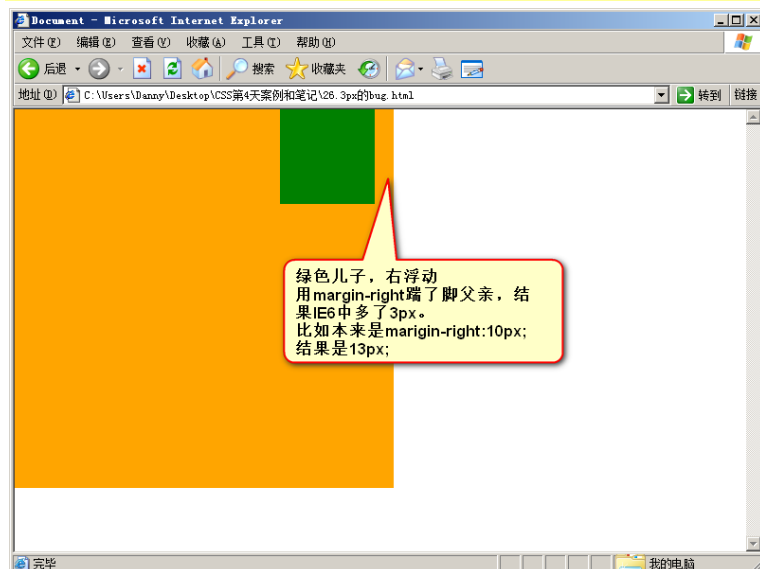 Document - Microsoft Internet Explorer
文件(F) 编辑(E) 查看(V) 收藏(A) 工具(T) 帮助(H)
后退 搜索 收藏夹
地址(D) C:\Users\Danny\Desktop\CSS第4天案例和笔记\26.3px的bug.html 转到 链接
绿色儿子，右浮动
用margin-right踹了脚父亲，结
果IE6中多了3px。
比如本来是marigin-right:10px;
结果是13px;
完毕 我的电脑